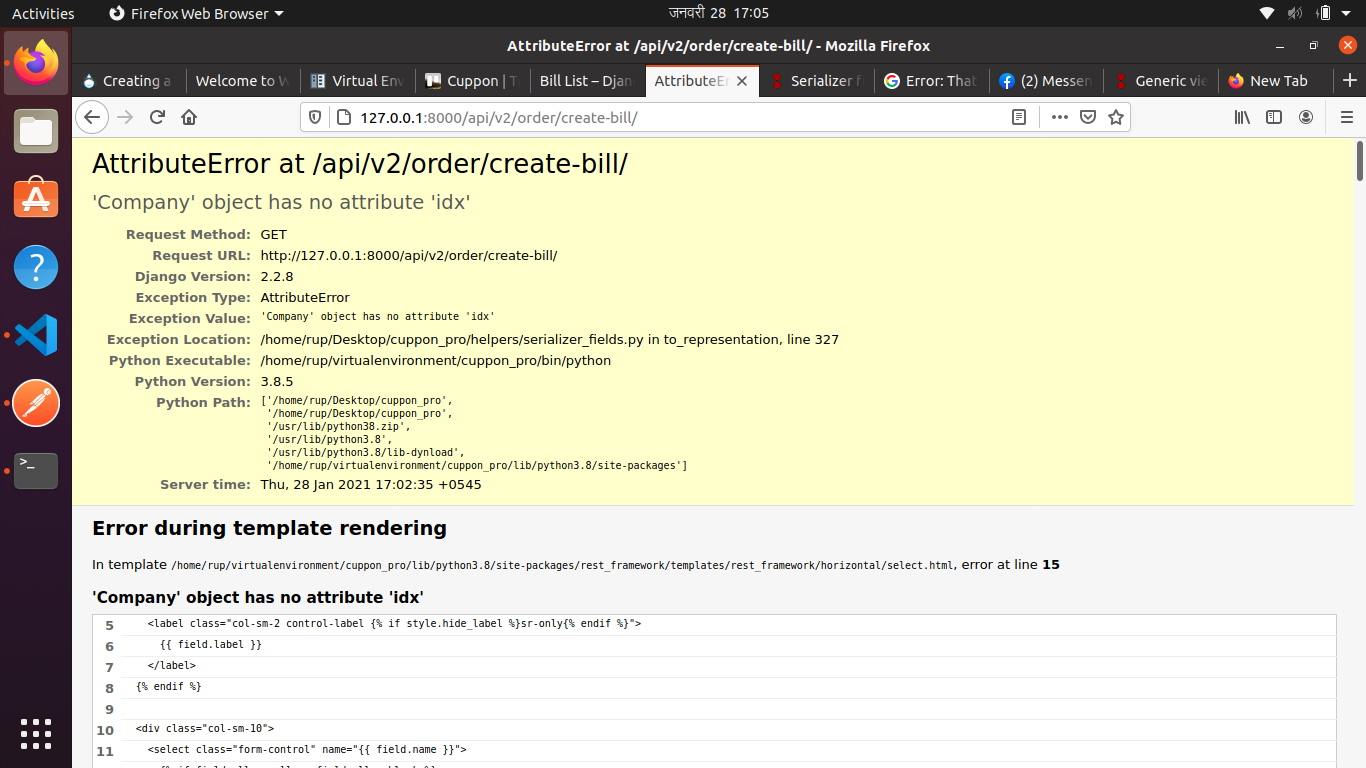 Activities
Firefox Web Browser
जनवरी 28 17:05
AttributeError at /api/v2/order/create-bill/ - Mozilla Firefox
Creating a
Welcome to W
Virtual Env
Cuppon | T
Bill List – Djan
AttributeEr
Serializer f
Error: That
(2) Messen
Generic vie
New Tab
127.0.0.1:8000/api/v2/order/create-bill/
AttributeError at /api/v2/order/create-bill/
'Company' object has no attribute 'idx'
Request Method: GET
Request URL: http://127.0.0.1:8000/api/v2/order/create-bill/
Django Version: 2.2.8
Exception Type: AttributeError
Exception Value: 'Company' object has no attribute 'idx'
Exception Location: /home/rup/Desktop/cuppon_pro/helpers/serializer_fields.py in to_representation, line 327
Python Executable: /home/rup/virtualenvironment/cuppon_pro/bin/python
Python Version: 3.8.5
Python Path: ['/home/rup/Desktop/cuppon_pro',
'/home/rup/Desktop/cuppon_pro',
'/usr/lib/python38.zip',
'/usr/lib/python3.8',
'/usr/lib/python3.8/lib-dynload',
'/home/rup/virtualenvironment/cuppon_pro/lib/python3.8/site-packages']
Server time: Thu, 28 Jan 2021 17:02:35 +0545
Error during template rendering
In template /home/rup/virtualenvironment/cuppon_pro/lib/python3.8/site-packages/rest_framework/templates/rest_framework/horizontal/select.html, error at line 15
'Company' object has no attribute 'idx'
5 <label class="col-sm-2 control-label {% if style.hide_label %}sr-only{% endif %}">
6 {{ field.label }}
7 </label>
8 {% endif %}
9
10 <div class="col-sm-10">
11 <select class="form-control" name="{{ field.name }}">